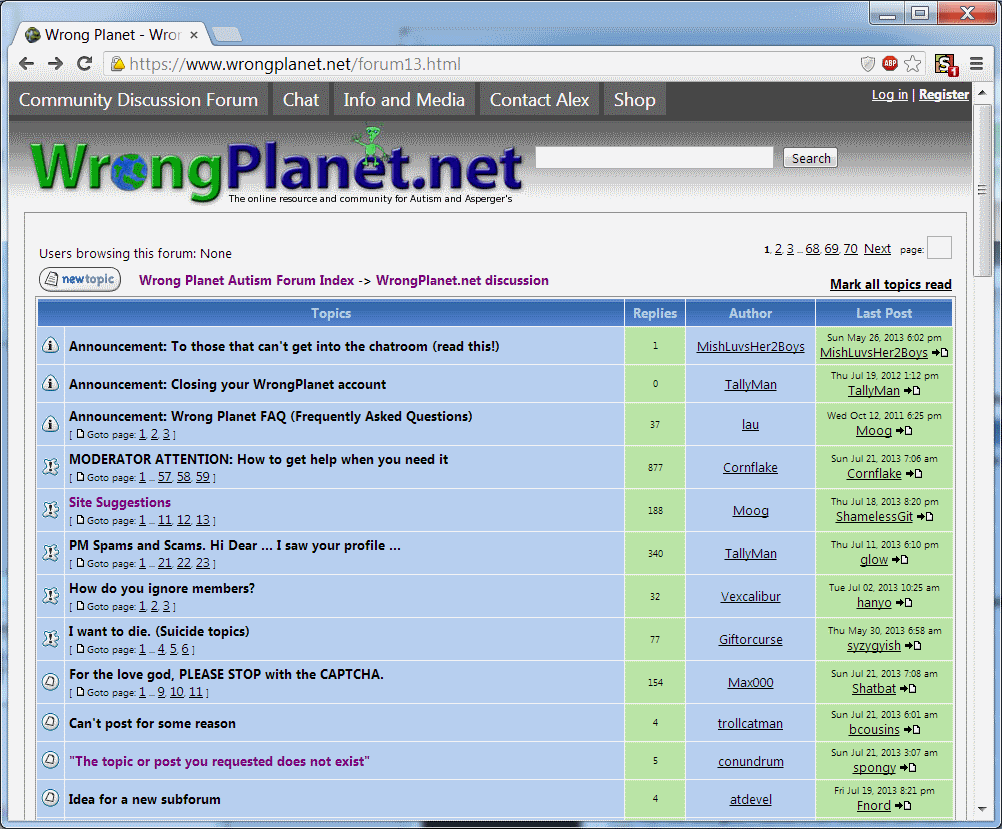 Wrong Planet - Wror
https://www.wrongplanet.net/forum13.html
ABP
S 1
Community Discussion Forum Chat Info and Media Contact Alex Shop
Log in | Register
WrongPlanet.net
The online resource and community for Autism and Asperger's
Search
Users browsing this forum: None
1, 2, 3 ... 68, 69, 70 Next page:
newtopic
Wrong Planet Autism Forum Index -> WrongPlanet.net discussion
Mark all topics read
Topics Replies Author Last Post
Announcement: To those that can't get into the chatroom (read this!) 1 MishLuvsHer2Boys Sun May 26, 2013 6:02 pm
MishLuvsHer2Boys
Announcement: Closing your WrongPlanet account 0 TallyMan Thu Jul 19, 2012 1:12 pm
TallyMan
Announcement: Wrong Planet FAQ (Frequently Asked Questions) 37 lau Wed Oct 12, 2011 6:25 pm
[ Goto page: 1, 2, 3 ] Moog
MODERATOR ATTENTION: How to get help when you need it 877 Cornflake Sun Jul 21, 2013 7:06 am
[ Goto page: 1 ... 57, 58, 59 ] Cornflake
Site Suggestions 188 Moog Thu Jul 18, 2013 8:20 pm
[ Goto page: 1 ... 11, 12, 13 ] ShamelessGit
PM Spams and Scams. Hi Dear ... I saw your profile ... 340 TallyMan Thu Jul 11, 2013 6:10 pm
[ Goto page: 1 ... 21, 22, 23 ] glow
How do you ignore members? 32 Vexcalibur Tue Jul 02, 2013 10:25 am
[ Goto page: 1, 2, 3 ] hanyo
I want to die. (Suicide topics) 77 Giftorcurse Thu May 30, 2013 6:58 am
[ Goto page: 1 ... 4, 5, 6 ] syzygyish
For the love god, PLEASE STOP with the CAPTCHA. 154 Max000 Sun Jul 21, 2013 7:08 am
[ Goto page: 1 ... 9, 10, 11 ] Shatbat
Can't post for some reason 4 trollcatman Sun Jul 21, 2013 6:01 am
bcousins
"The topic or post you requested does not exist" 5 conundrum Sun Jul 21, 2013 3:07 am
spongy
Idea for a new subforum 4 atdevel Fri Jul 19, 2013 8:21 pm
Fnord